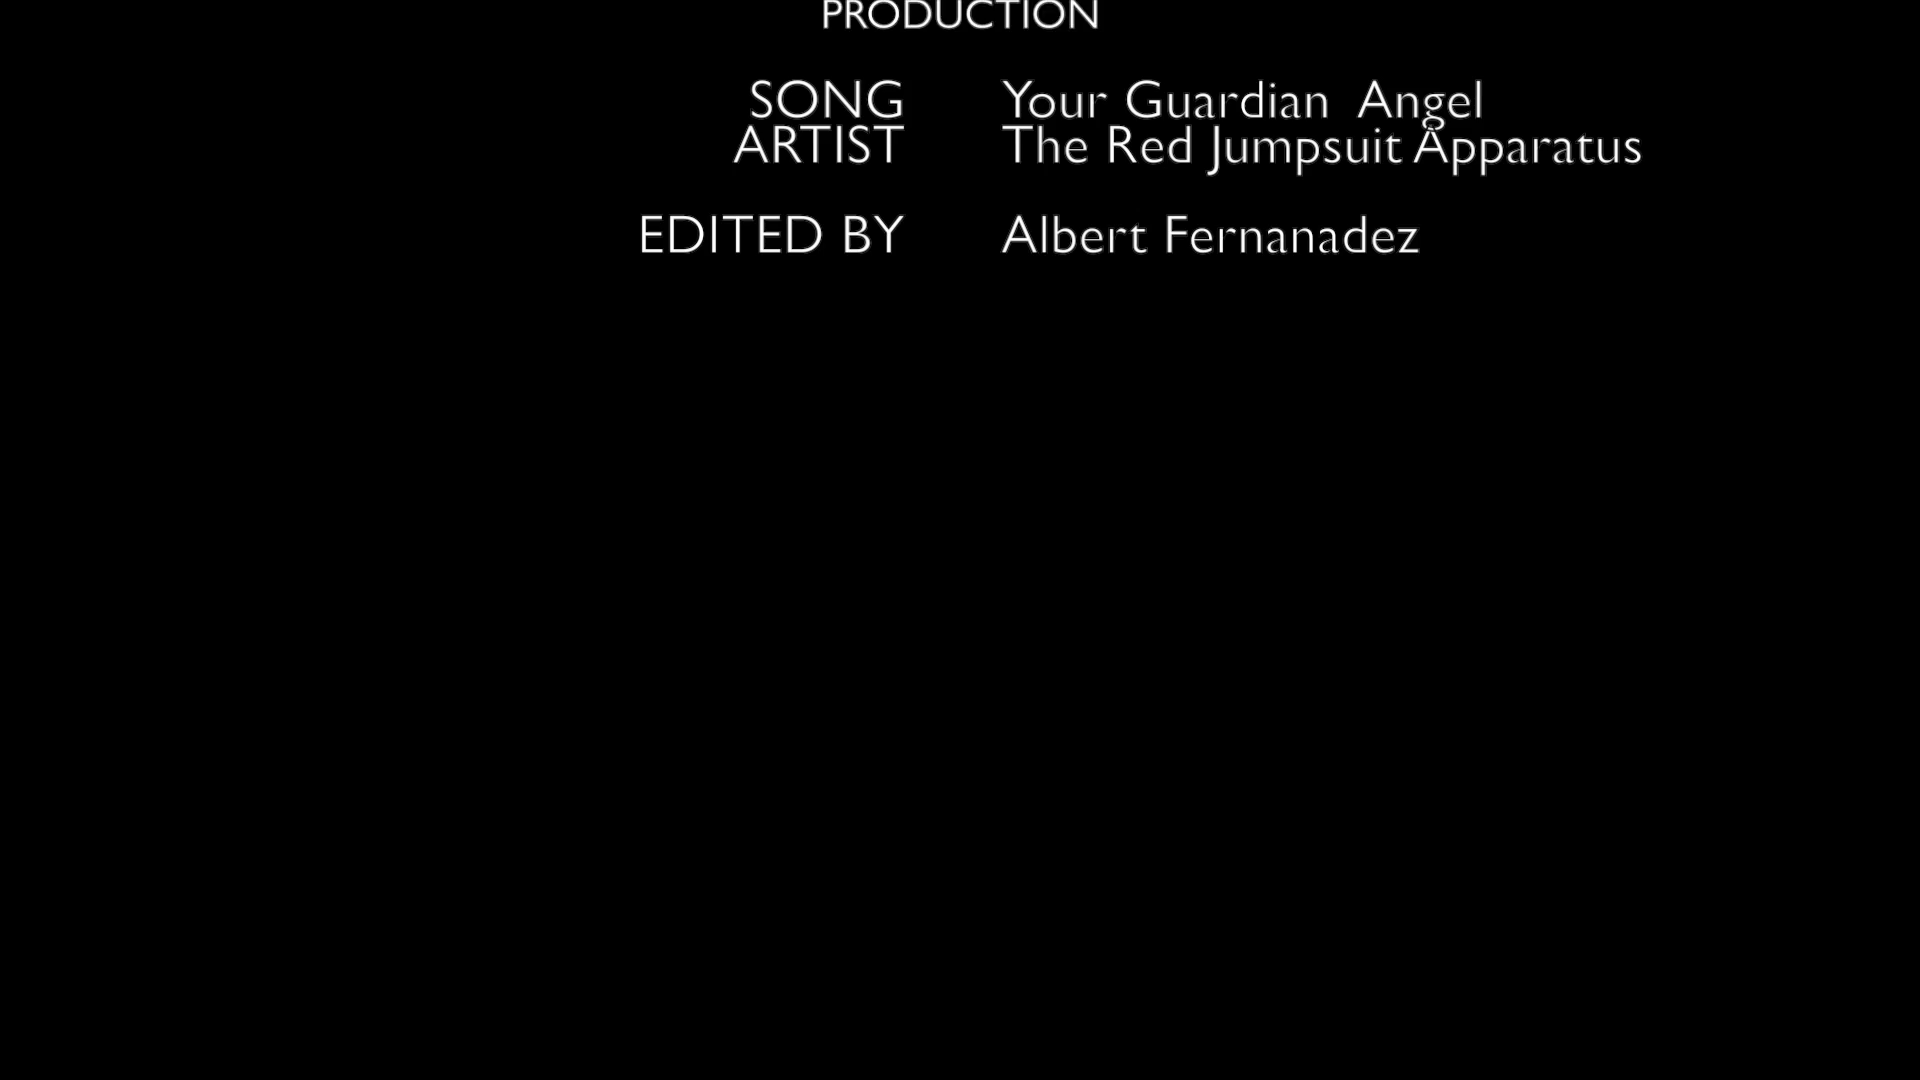 PRODUCTION
SONG Your Guardian Angel
ARTIST The Red Jumpsuit Apparatus
EDITED BY Albert Fernanadez